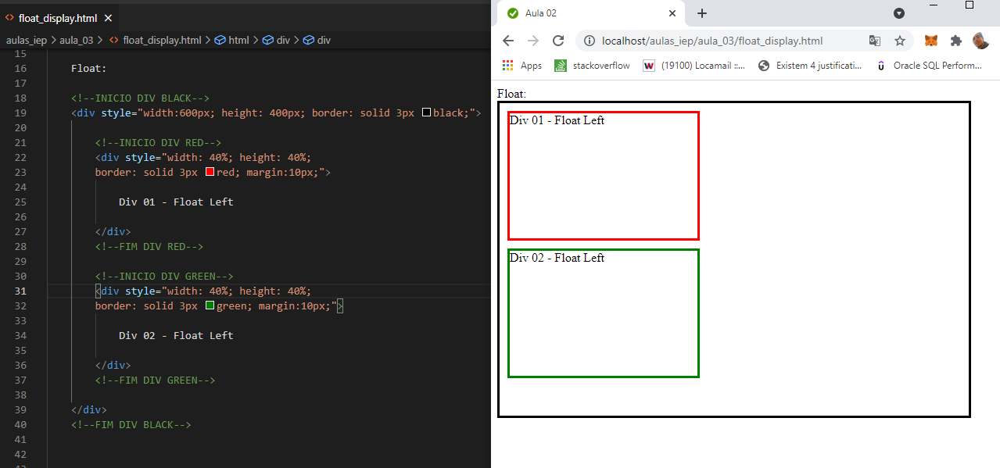 float_display.html
aulas_iep > aula_03 > float_display.html > html > div > div
15
16 Float:
17
18 <!--INICIO DIV BLACK-->
19 <div style="width:600px; height: 400px; border: solid 3px black;">
20
21 <!--INICIO DIV RED-->
22 <div style="width: 40%; height: 40%;
23 border: solid 3px red; margin:10px;">
24
25 Div 01 - Float Left
26
27 </div>
28 <!--FIM DIV RED-->
29
30 <!--INICIO DIV GREEN-->
31 <div style="width: 40%; height: 40%;
32 border: solid 3px green; margin:10px;">
33
34 Div 02 - Float Left
35
36 </div>
37 <!--FIM DIV GREEN-->
38
39 </div>
40 <!--FIM DIV BLACK-->
41
42
43
Aula 02
localhost/aulas_iep/aula_03/float_display.html
Apps stackoverflow (19100) Locamail ::... Existem 4 justificati... Oracle SQL Perform...
Float:
Div 01 - Float Left
Div 02 - Float Left